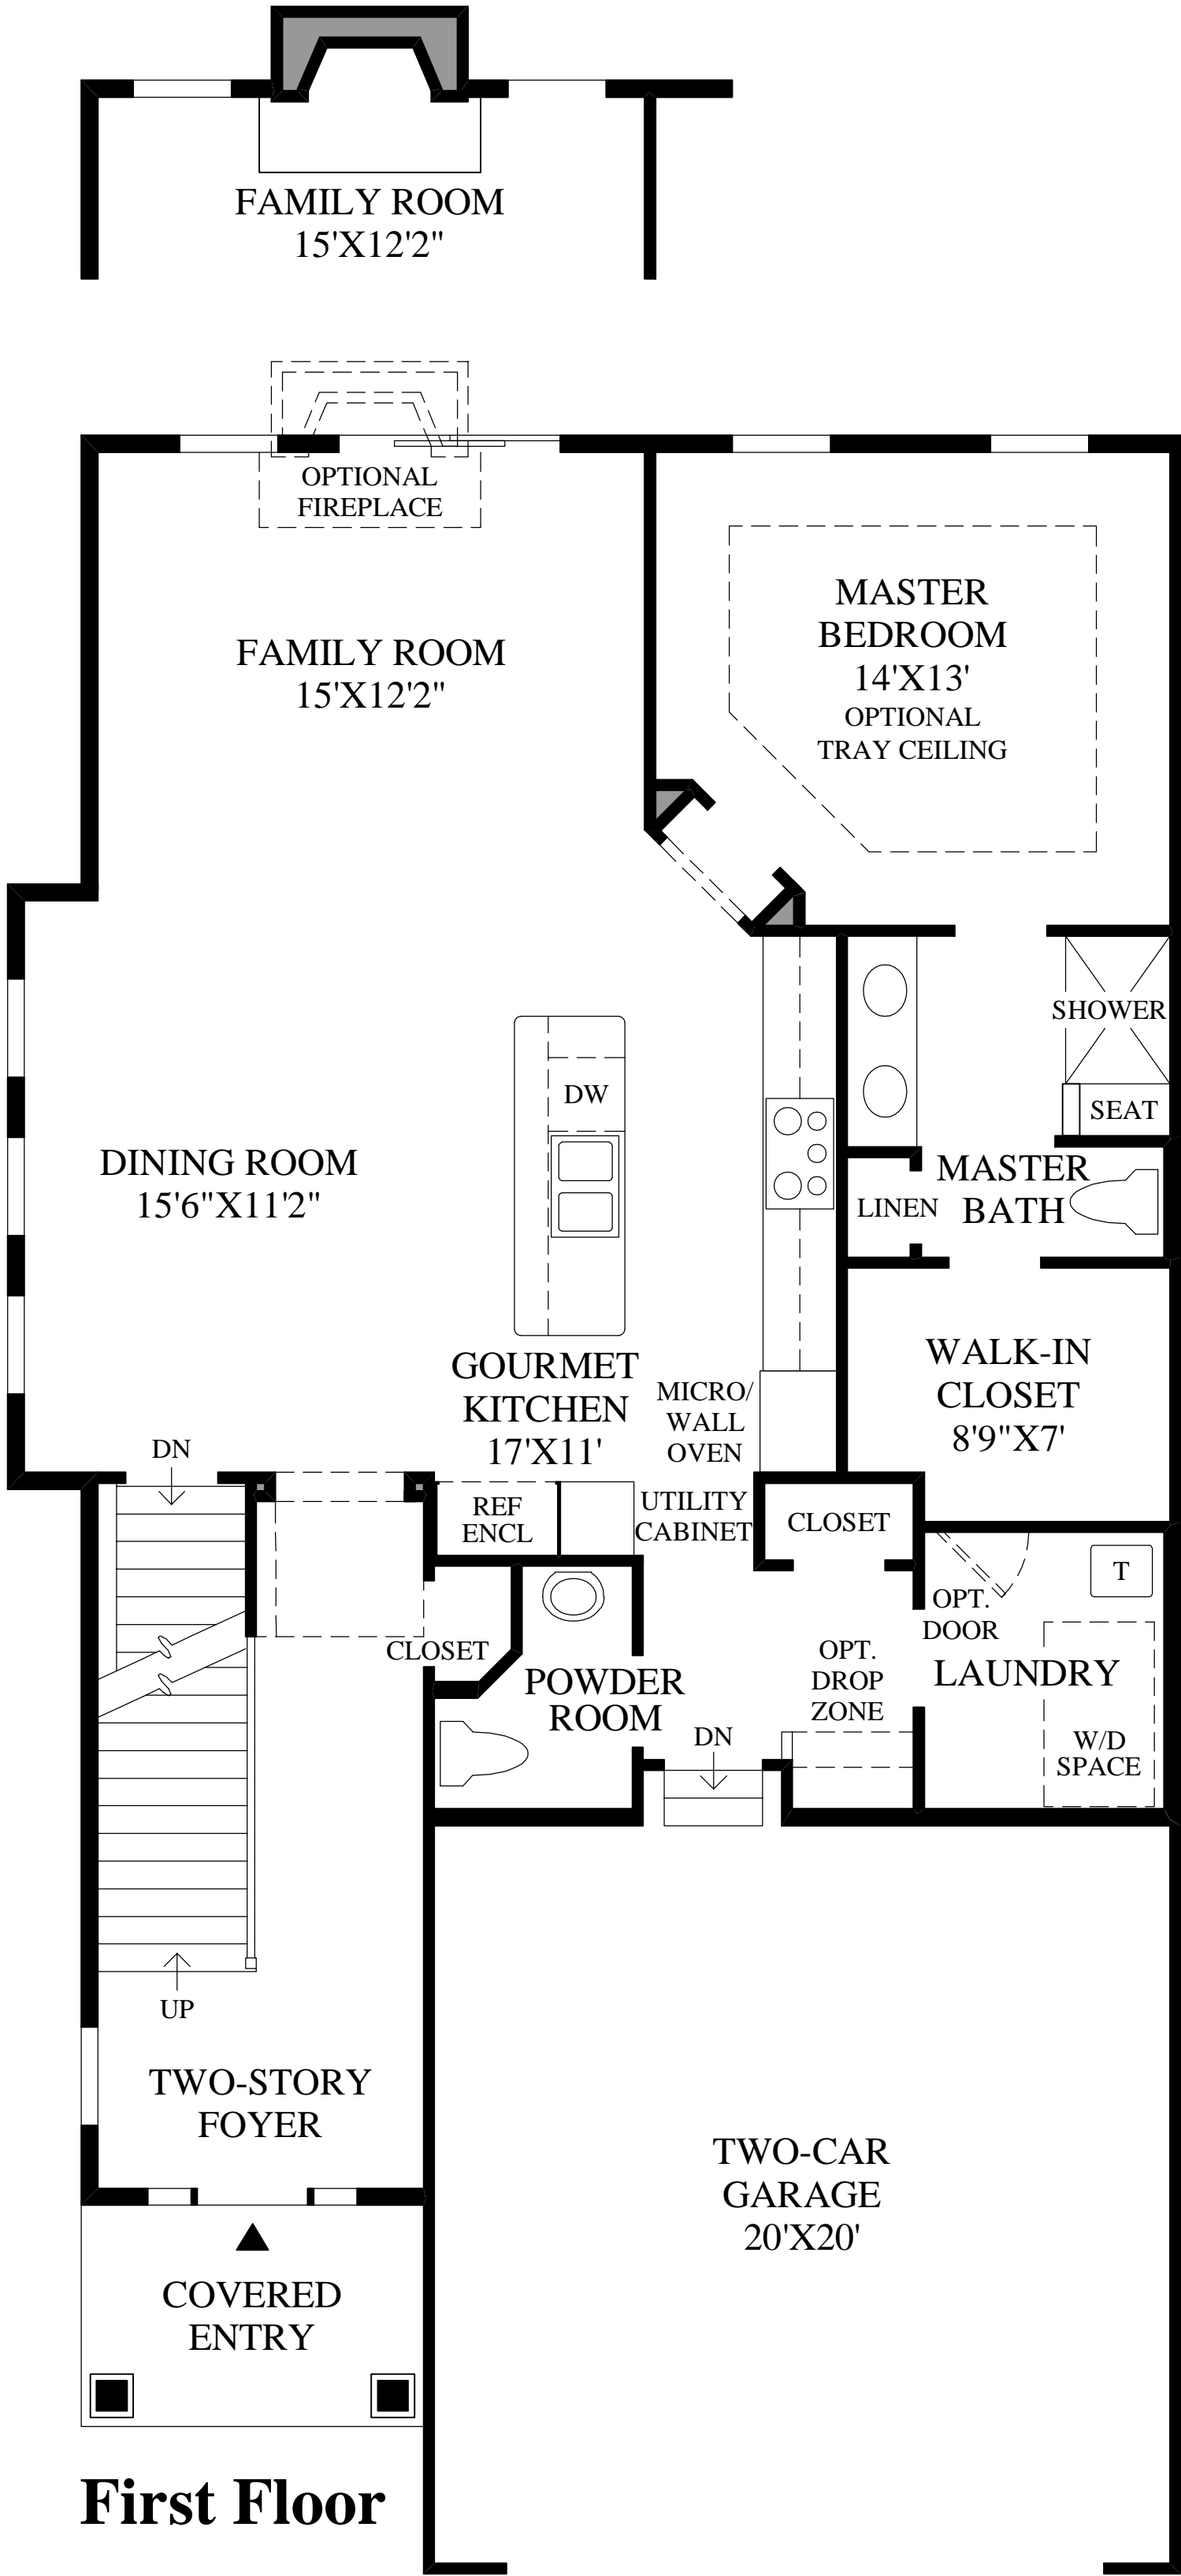 FAMILY ROOM
15'X12'2"
OPTIONAL
FIREPLACE
FAMILY ROOM
15'X12'2"
MASTER
BEDROOM
14'X13'
OPTIONAL
TRAY CEILING
SHOWER
SEAT
DW
DINING ROOM
15'6"X11'2"
MASTER
BATH
LINEN
GOURMET
KITCHEN
17'X11'
MICRO/
WALL
OVEN
WALK-IN
CLOSET
8'9"X7'
DN
REF
ENCL
UTILITY
CABINET
CLOSET
T
OPT.
DOOR
CLOSET
POWDER
ROOM
OPT.
DROP
ZONE
LAUNDRY
W/D
SPACE
DN
UP
TWO-STORY
FOYER
TWO-CAR
GARAGE
20'X20'
COVERED
ENTRY
First Floor